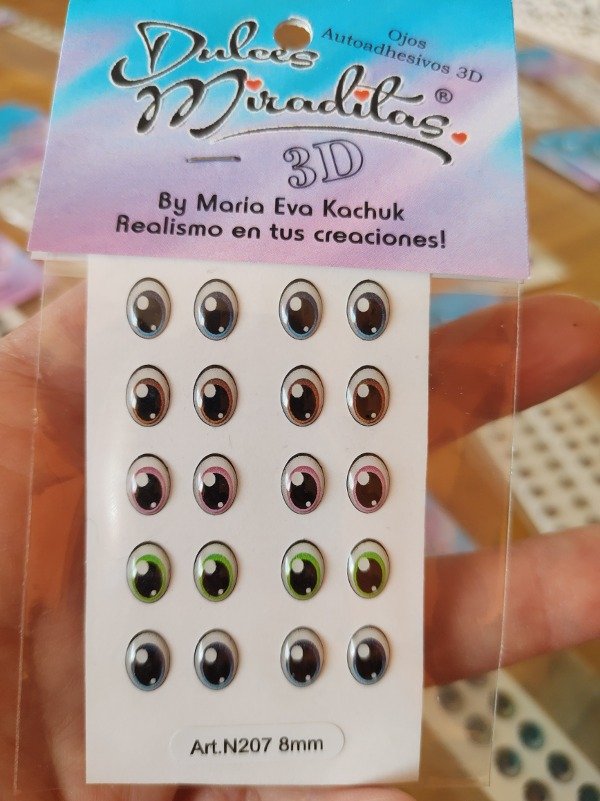 Dulces
Ojos
Autoadhesivos 3D
Miraditas®
3D
By Maria Eva Kachuk
Realismo en tus creaciones!
Art.N207 8mm